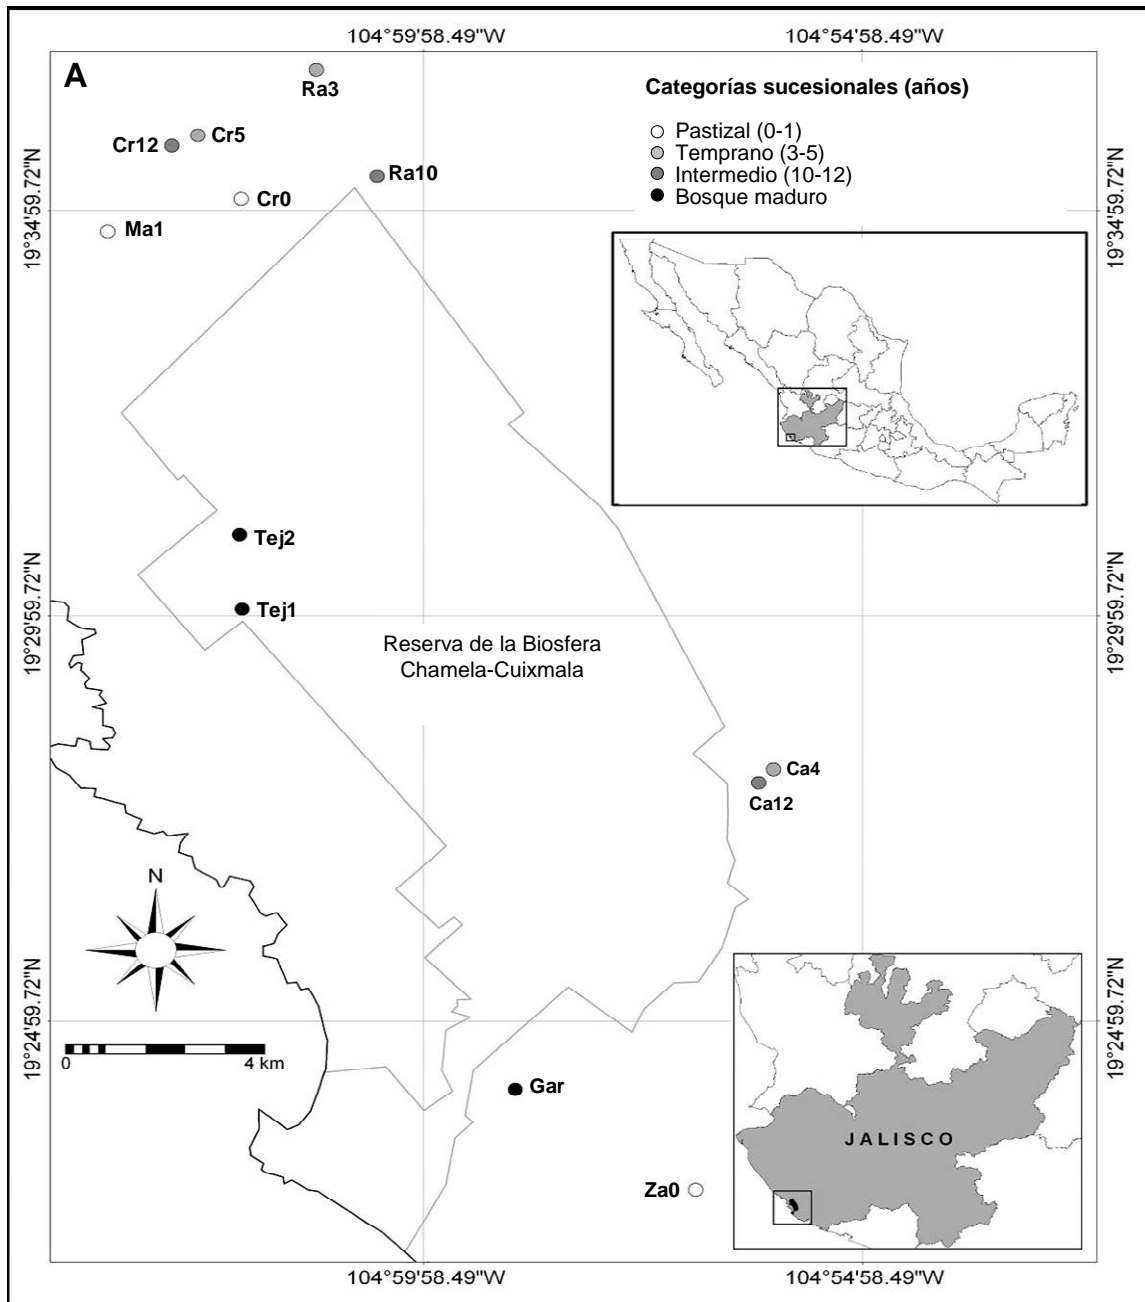 104°59'58.49"W
104°54'58.49"W
A
Ra3
Categorías sucesionales (años)
Pastizal (0-1)
Temprano (3-5)
Intermedio (10-12)
Bosque maduro
Cr5
Cr12
Ra10
Cr0
Ma1
19°34'59.72"N
19°34'59.72"N
Tej2
Tej1
19°29'59.72"N
19°29'59.72"N
Reserva de la Biosfera
Chamela-Cuixmala
Ca4
Ca12
N
0
4 km
19°24'59.72"N
19°24'59.72"N
Gar
JALISCO
Za0
104°59'58.49"W
104°54'58.49"W